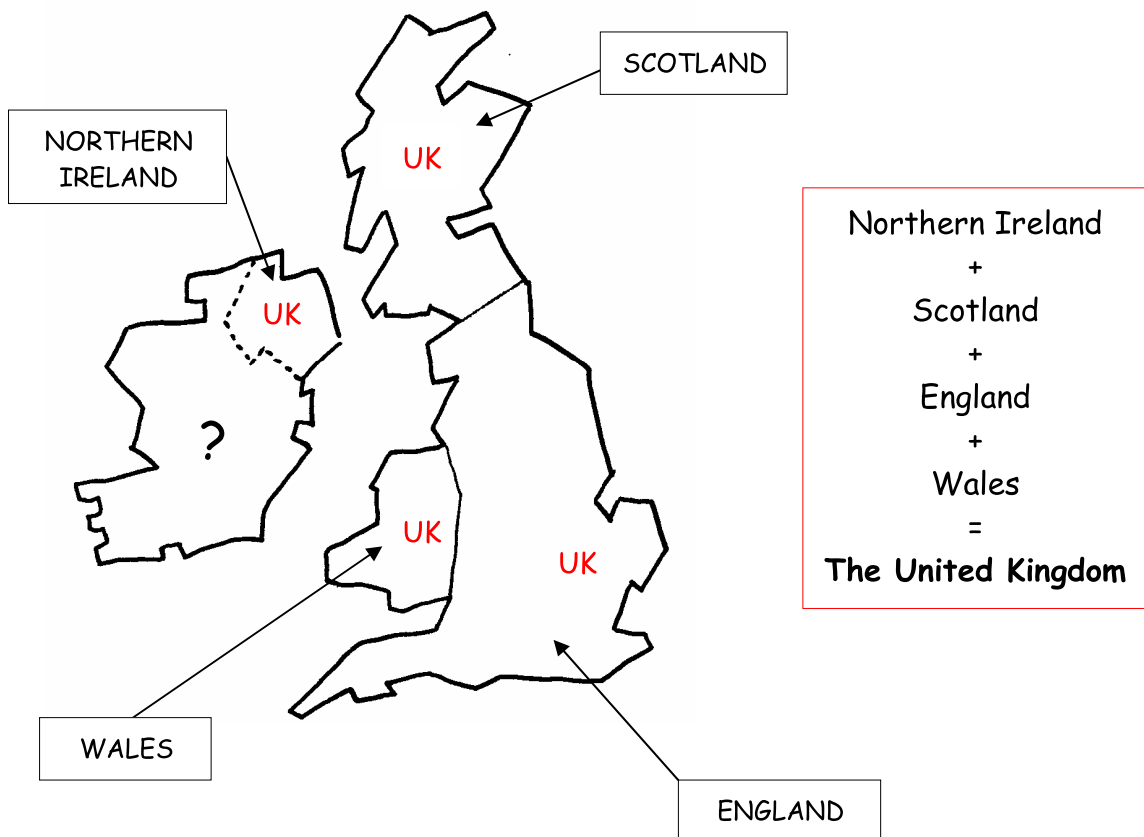 SCOTLAND
NORTHERN
IRELAND
UK
UK
?
UK
UK
WALES
ENGLAND
Northern Ireland
+
Scotland
+
England
+
Wales
=
The United Kingdom